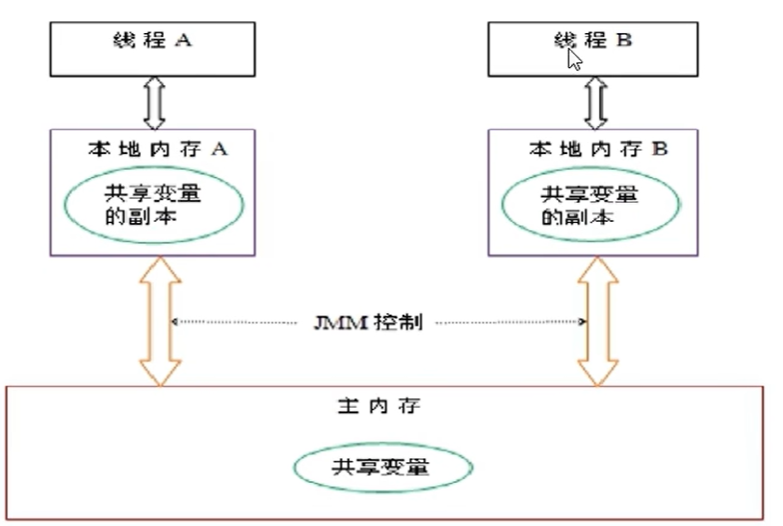 线程 A
线程 B
本地内存 A
本地内存 B
共享变量
的副本
共享变量
的副本
JMM 控制
主内存
共享变量